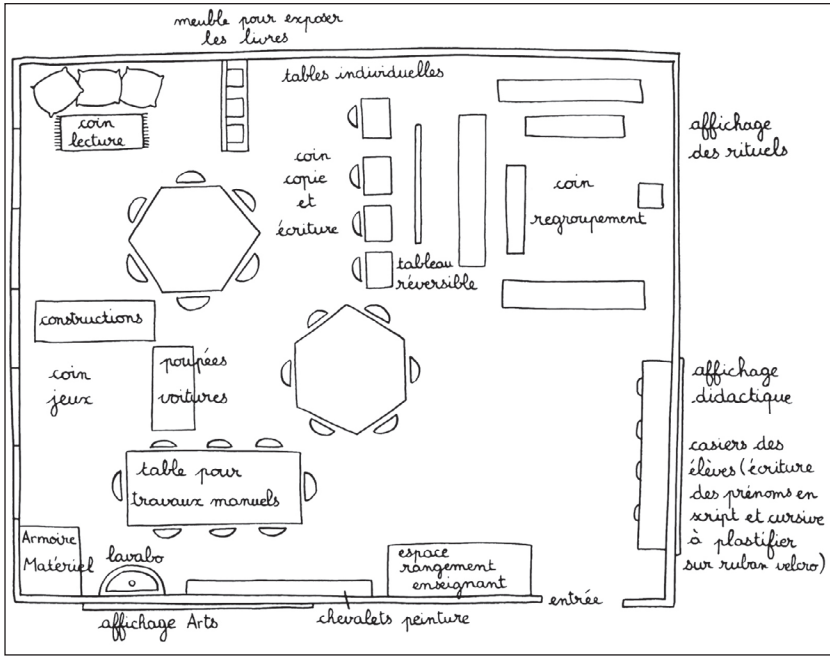 meuble pour exposer
les livres
tables individuelles
coin
lecture
coin
copie
et
écriture
affichage
des rituels
coin
regroupement
tableau
réversible
constructions
coin
jeux
poupées
voitures
affichage
didactique
casiers des
élèves (écriture
des prénoms en
script et cursive
à plastifier
sur ruban velcro)
table pour
travaux manuels
Armoire
Matériel
lavabo
espace
rangement
enseignant
entrée
affichage Arts
chevalets peinture